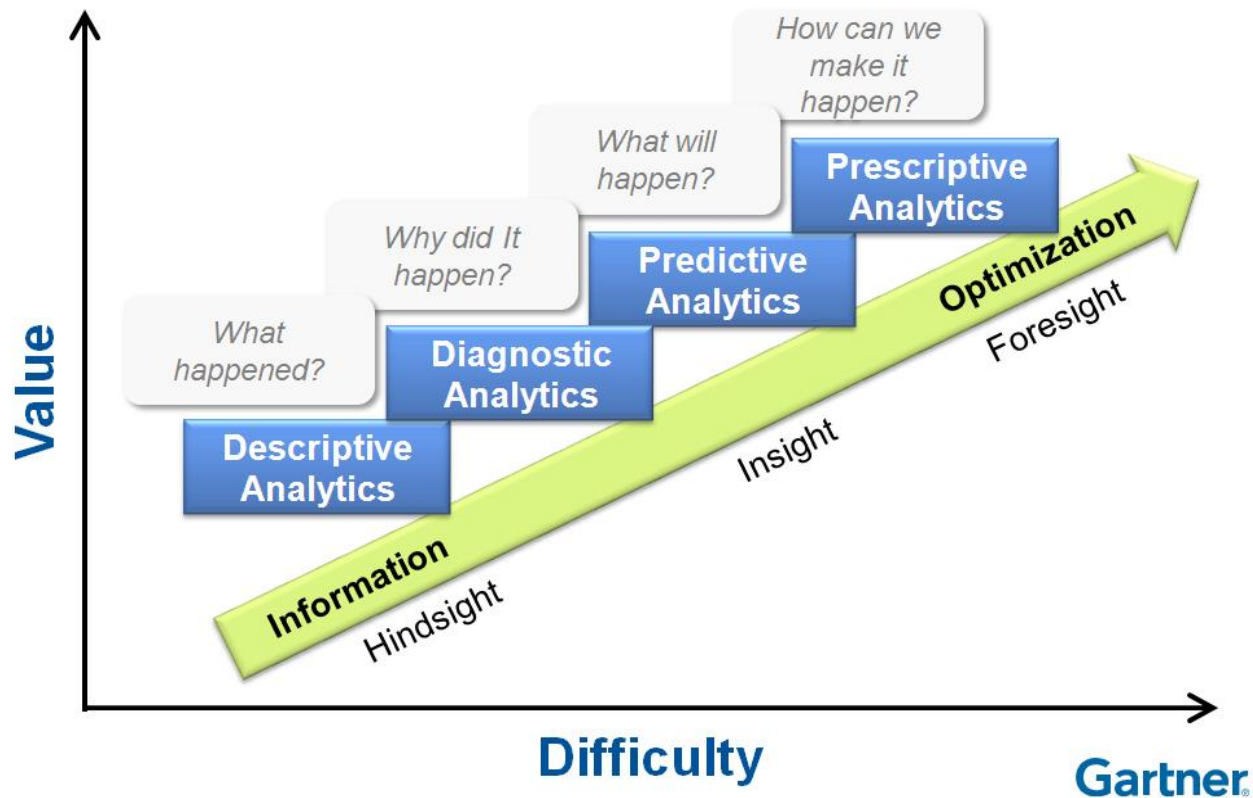 How can we
make it
happen?
What will
happen?
Prescriptive
Analytics
Why did It
happen?
Predictive
Analytics
What
happened?
Diagnostic
Analytics
Descriptive
Analytics
Value
Information
Optimization
Hindsight
Insight
Foresight
Difficulty
Gartner®